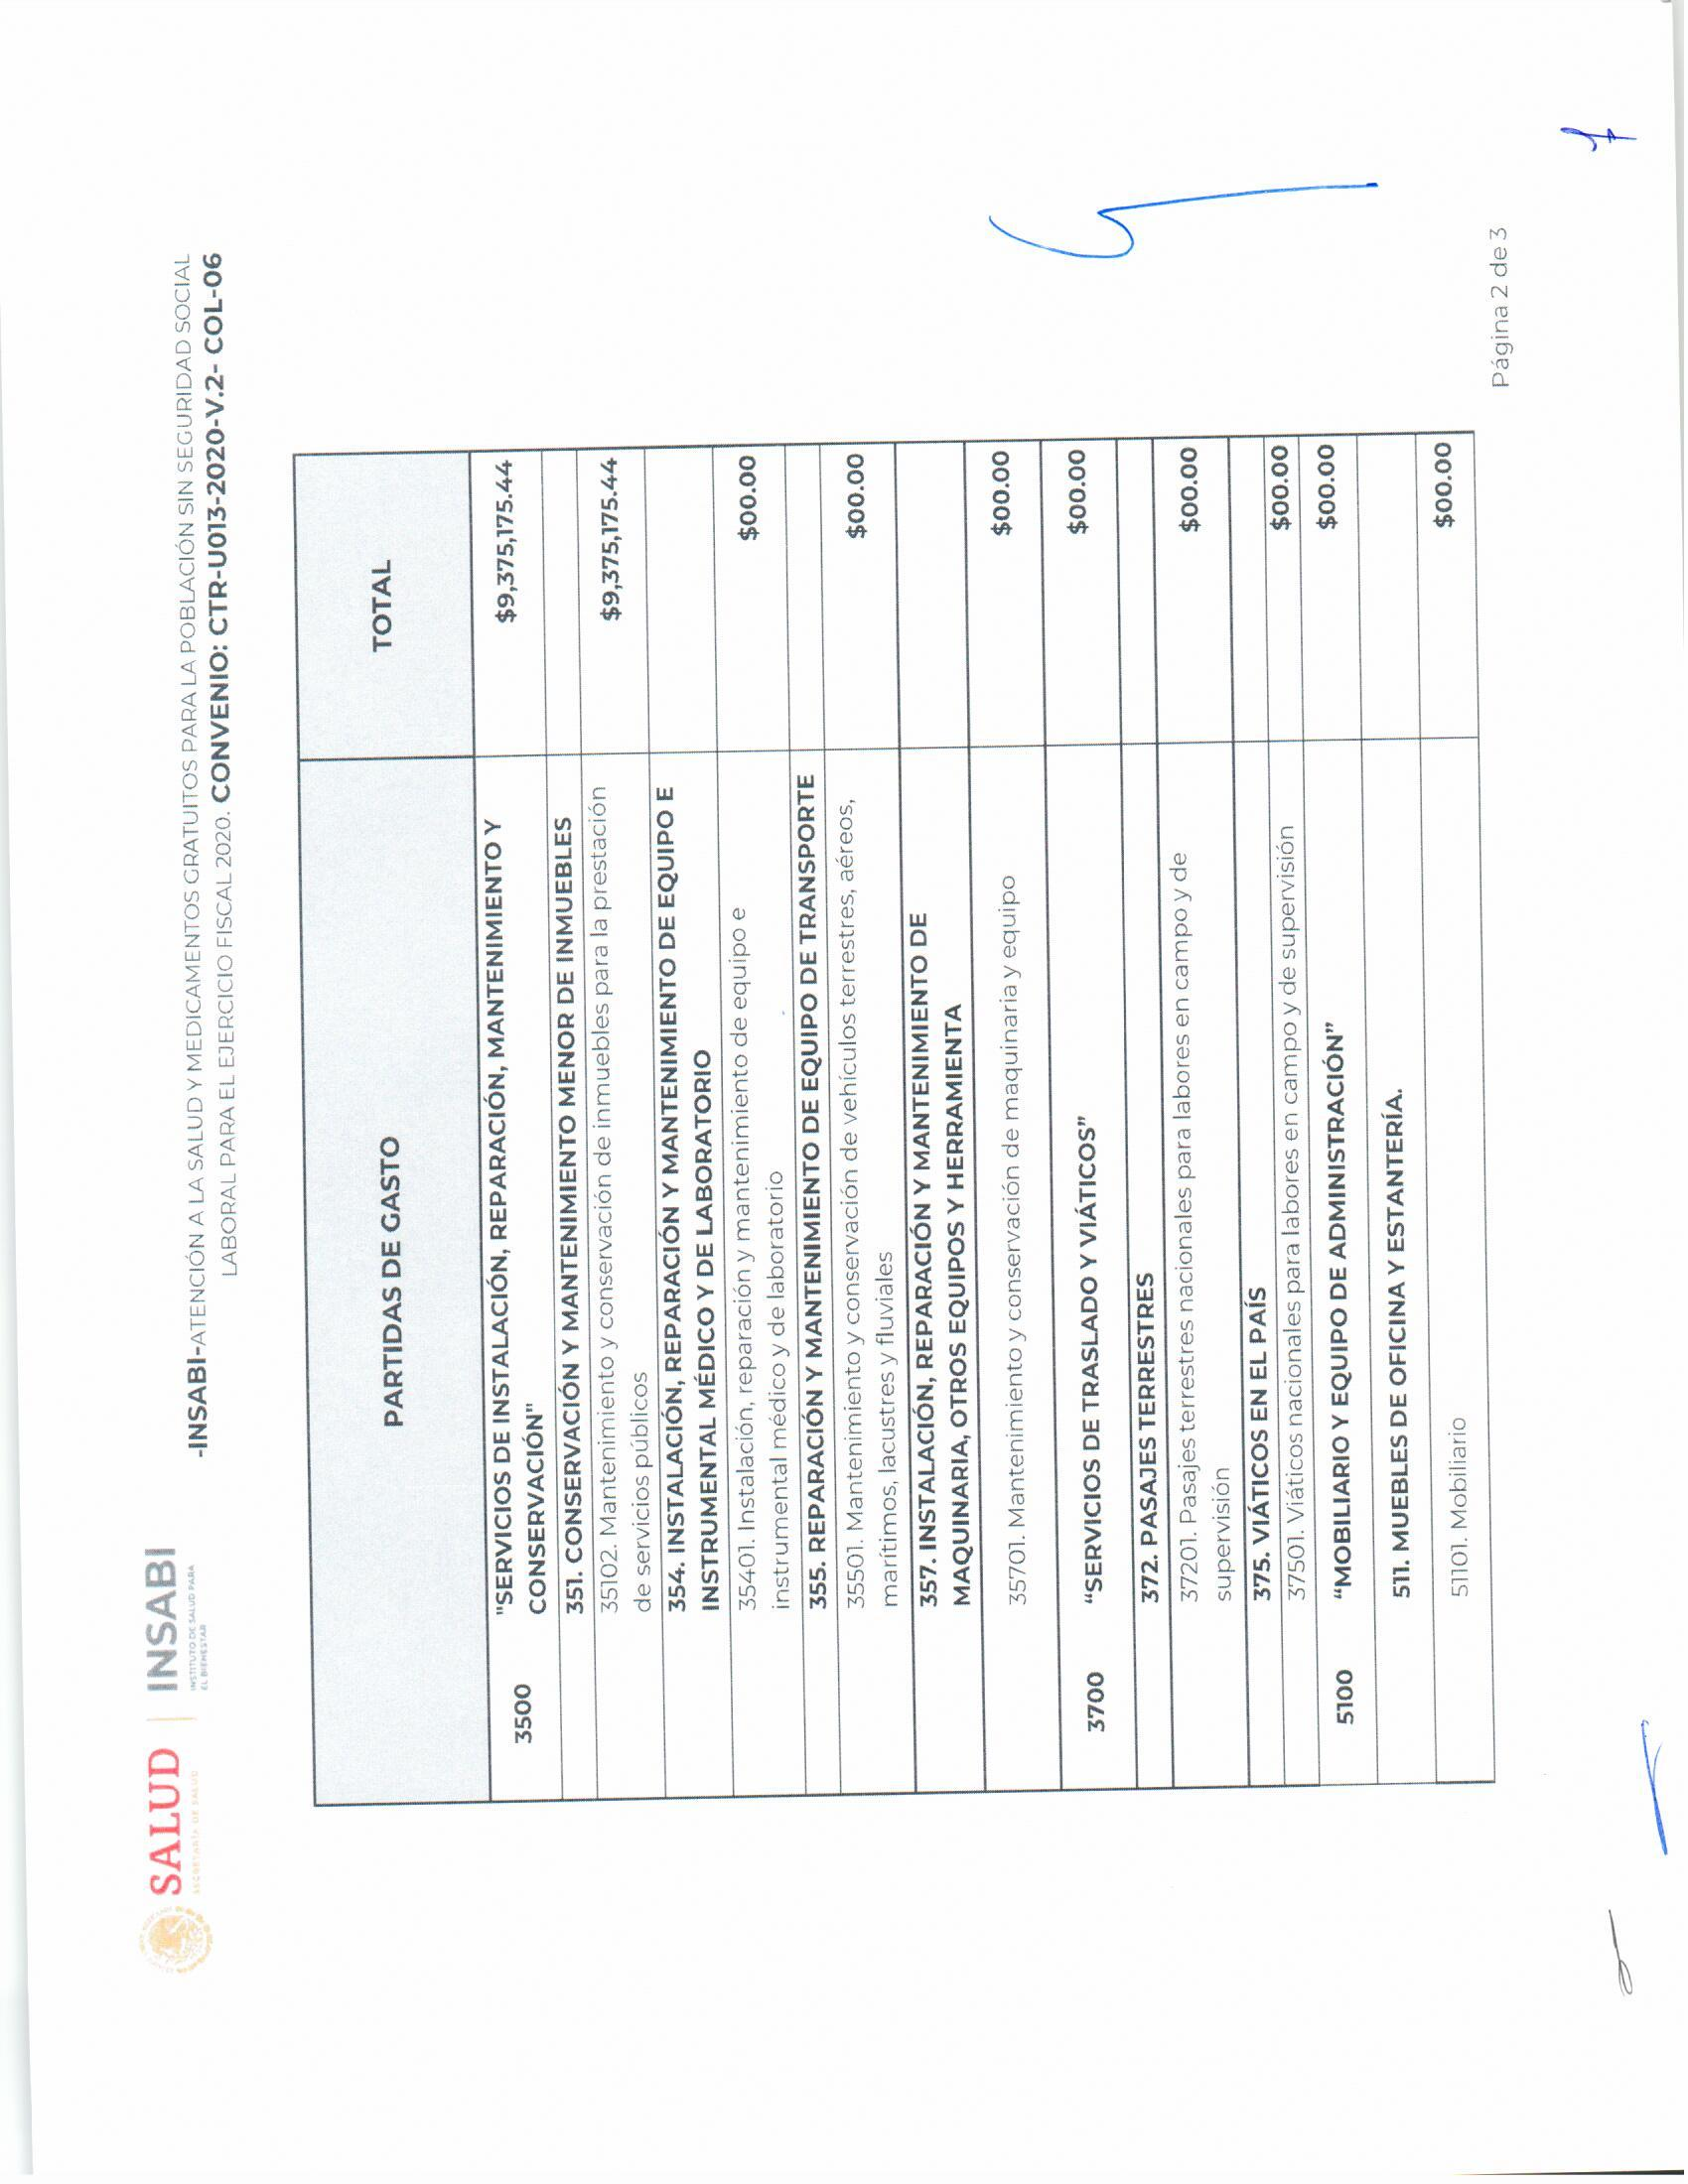 SALUD
SECRETARÍA DE SALUD
INSABI
INSTITUTO DE SALUD PARA
EL BIENESTAR
-INSABI-ATENCIÓN A LA SALUD Y MEDICAMENTOS GRATUITOS PARA LA POBLACIÓN SIN SEGURIDAD SOCIAL
LABORAL PARA EL EJERCICIO FISCAL 2020. CONVENIO: CTR-U013-2020-V.2- COL-06
PARTIDAS DE GASTO TOTAL
3500 "SERVICIOS DE INSTALACIÓN, REPARACIÓN, MANTENIMIENTO Y $9,375,175.44
CONSERVACIÓN"
351. CONSERVACIÓN Y MANTENIMIENTO MENOR DE INMUEBLES
35102. Mantenimiento y conservación de inmuebles para la prestación $9,375,175.44
de servicios públicos
354. INSTALACIÓN, REPARACIÓN Y MANTENIMIENTO DE EQUIPO E
INSTRUMENTAL MÉDICO Y DE LABORATORIO
35401. Instalación, reparación y mantenimiento de equipo e $00.00
instrumental médico y de laboratorio
355. REPARACIÓN Y MANTENIMIENTO DE EQUIPO DE TRANSPORTE
35501. Mantenimiento y conservación de vehículos terrestres, aéreos, $00.00
marítimos, lacustres y fluviales
357. INSTALACIÓN, REPARACIÓN Y MANTENIMIENTO DE
MAQUINARIA, OTROS EQUIPOS Y HERRAMIENTA
35701. Mantenimiento y conservación de maquinaria y equipo $00.00
3700 “SERVICIOS DE TRASLADO Y VIÁTICOS” $00.00
372. PASAJES TERRESTRES
37201. Pasajes terrestres nacionales para labores en campo y de $00.00
supervisión
375. VIÁTICOS EN EL PAÍS
37501. Viáticos nacionales para labores en campo y de supervisión $00.00
5100 “MOBILIARIO Y EQUIPO DE ADMINISTRACIÓN” $00.00
511. MUEBLES DE OFICINA Y ESTANTERÍA.
51101. Mobiliario $00.00
Página 2 de 3